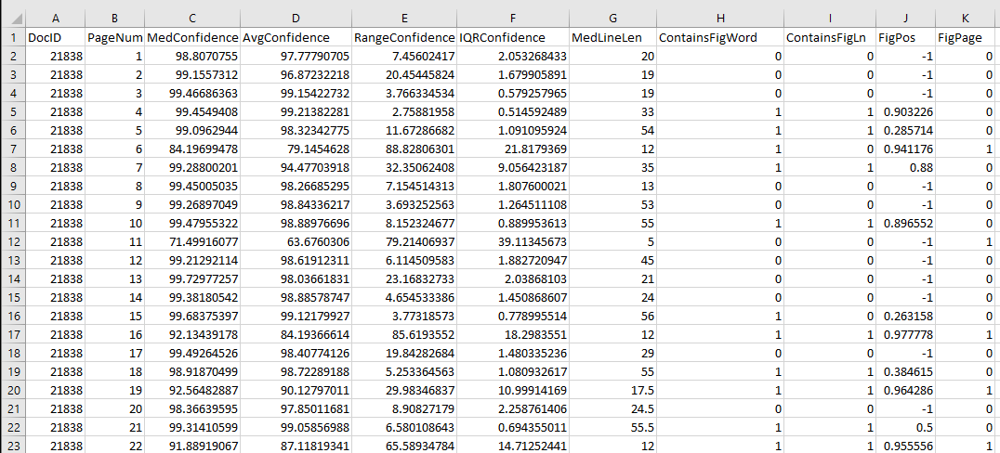 A B C D E F G H I J K
1 DocID PageNum MedConfidence AvgConfidence RangeConfidence IQRConfidence MedLineLen ContainsFigWord ContainsFigLn FigPos FigPage
2 21838 1 98.8070755 97.77790705 7.45602417 2.053268433 20 0 0 -1 0
3 21838 2 99.1557312 96.87232218 20.45445824 1.679905891 19 0 0 -1 0
4 21838 3 99.46686363 99.15422732 3.766334534 0.579257965 19 0 0 -1 0
5 21838 4 99.4549408 99.21382281 2.75881958 0.514592489 33 1 1 0.903226 0
6 21838 5 99.0962944 98.32342775 11.67286682 1.091095924 54 1 1 0.285714 0
7 21838 6 84.19699478 79.1454628 88.82806301 21.8179369 12 1 0 0.941176 1
8 21838 7 99.28800201 94.47703918 32.35062408 9.056423187 35 1 1 0.88 0
9 21838 8 99.45005035 98.26685295 7.154514313 1.807600021 13 0 0 -1 0
10 21838 9 99.26897049 98.84336217 3.693252563 1.264511108 53 0 0 -1 0
11 21838 10 99.47955322 98.88976696 8.152324677 0.889953613 55 1 1 0.896552 0
12 21838 11 71.49916077 63.6760306 79.21406937 39.11345673 5 0 0 -1 1
13 21838 12 99.21292114 98.61912311 6.114509583 1.882720947 45 0 0 -1 0
14 21838 13 99.72977257 98.03661831 23.16832733 2.03868103 21 0 0 -1 0
15 21838 14 99.38180542 98.88578747 4.654533386 1.450868607 24 0 0 -1 0
16 21838 15 99.68375397 99.12179927 3.77318573 0.778995514 56 1 0 0.263158 0
17 21838 16 92.13439178 84.19366614 85.6193552 18.2983551 12 1 1 0.977778 1
18 21838 17 99.49264526 98.40774126 19.84282684 1.480335236 29 0 0 -1 0
19 21838 18 98.91870499 98.72289188 5.253364563 1.080932617 55 1 1 0.384615 0
20 21838 19 92.56482887 90.12797011 29.98346837 10.99914169 17.5 1 1 0.964286 1
21 21838 20 98.36639595 97.85011681 8.90827179 2.258761406 24.5 0 0 -1 0
22 21838 21 99.31410599 99.05856988 6.580108643 0.694355011 55.5 1 1 0.5 0
23 21838 22 91.88919067 87.11819341 65.58934784 14.71252441 12 1 1 0.955556 1